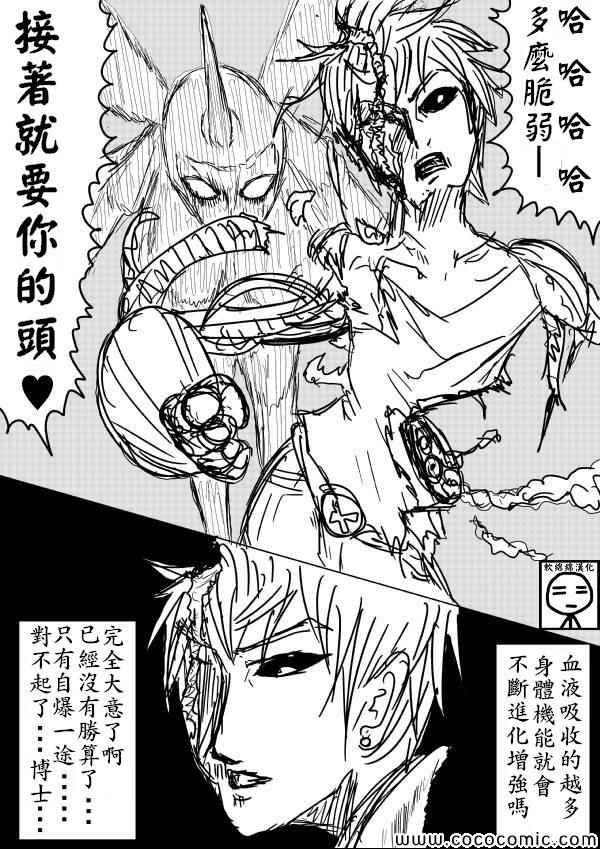 哈哈哈哈
多麼脆弱ー
接著就要你的頭♥
軟綿綿漢化
血液吸收的越多
身體機能就會
不斷進化增強嗎
完全大意了啊
已經沒有勝算了…
只有自爆一途……
對不起了……博士…
www.cococomic.com